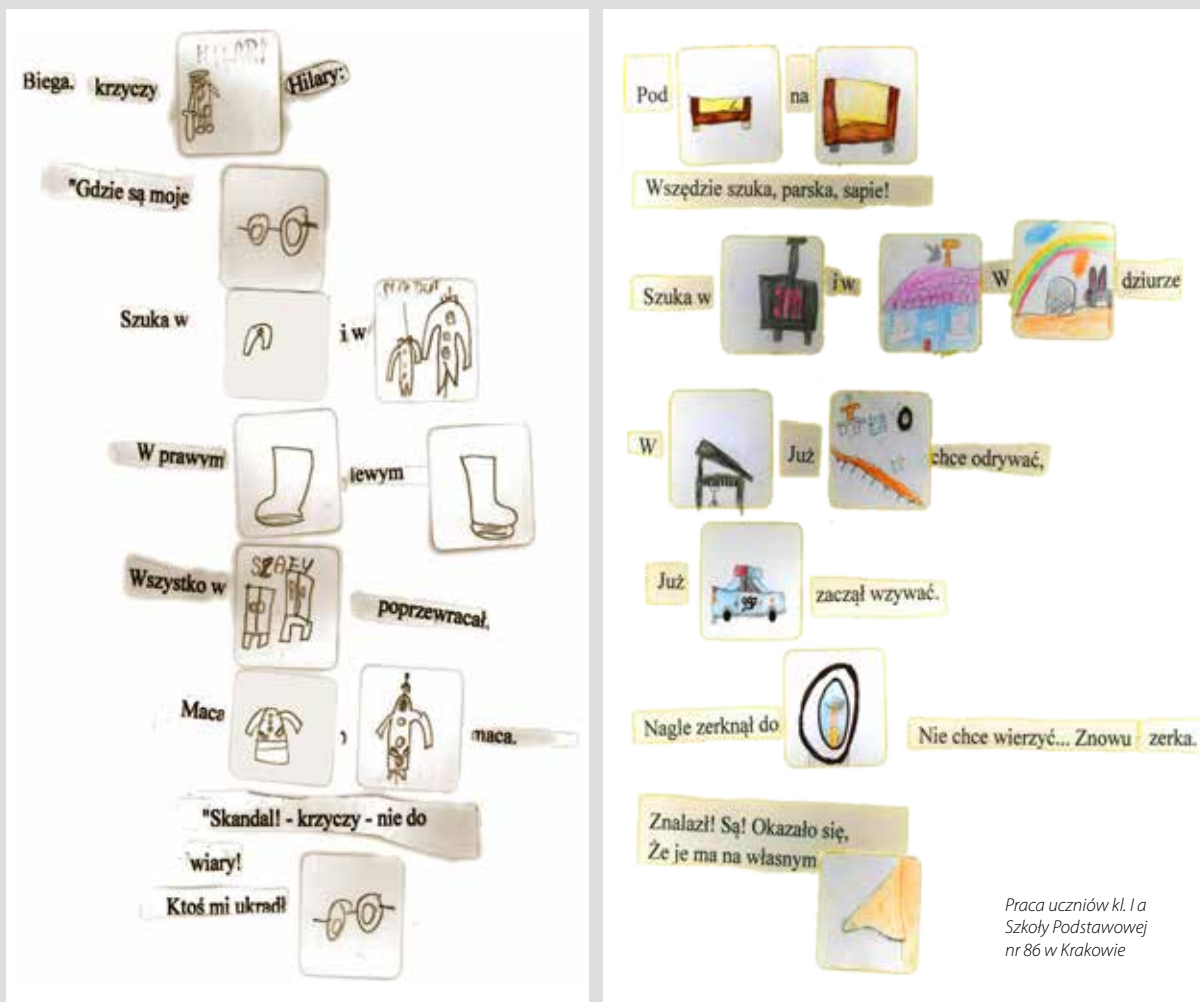 HILARY
Biega, krzyczy Hilary:
"Gdzie są moje
Szuka w i w
W prawym lewym
SZAFY
Wszystko w poprzewracał.
Maca maca.
"Skandal! - krzyczy - nie do
wiary!
Ktoś mi ukradł
Pod na
Wszędzie szuka, parska, sapie!
Szuka w i w W dziurze
W Już chce odrywać,
Już zaczął wzywać.
Nagle zerknął do Nie chce wierzyć... Znowu zerka.
Znalazł! Są! Okazało się,
Że je ma na własnym
Praca uczniów kl. I a
Szkoły Podstawowej
nr 86 w Krakowie